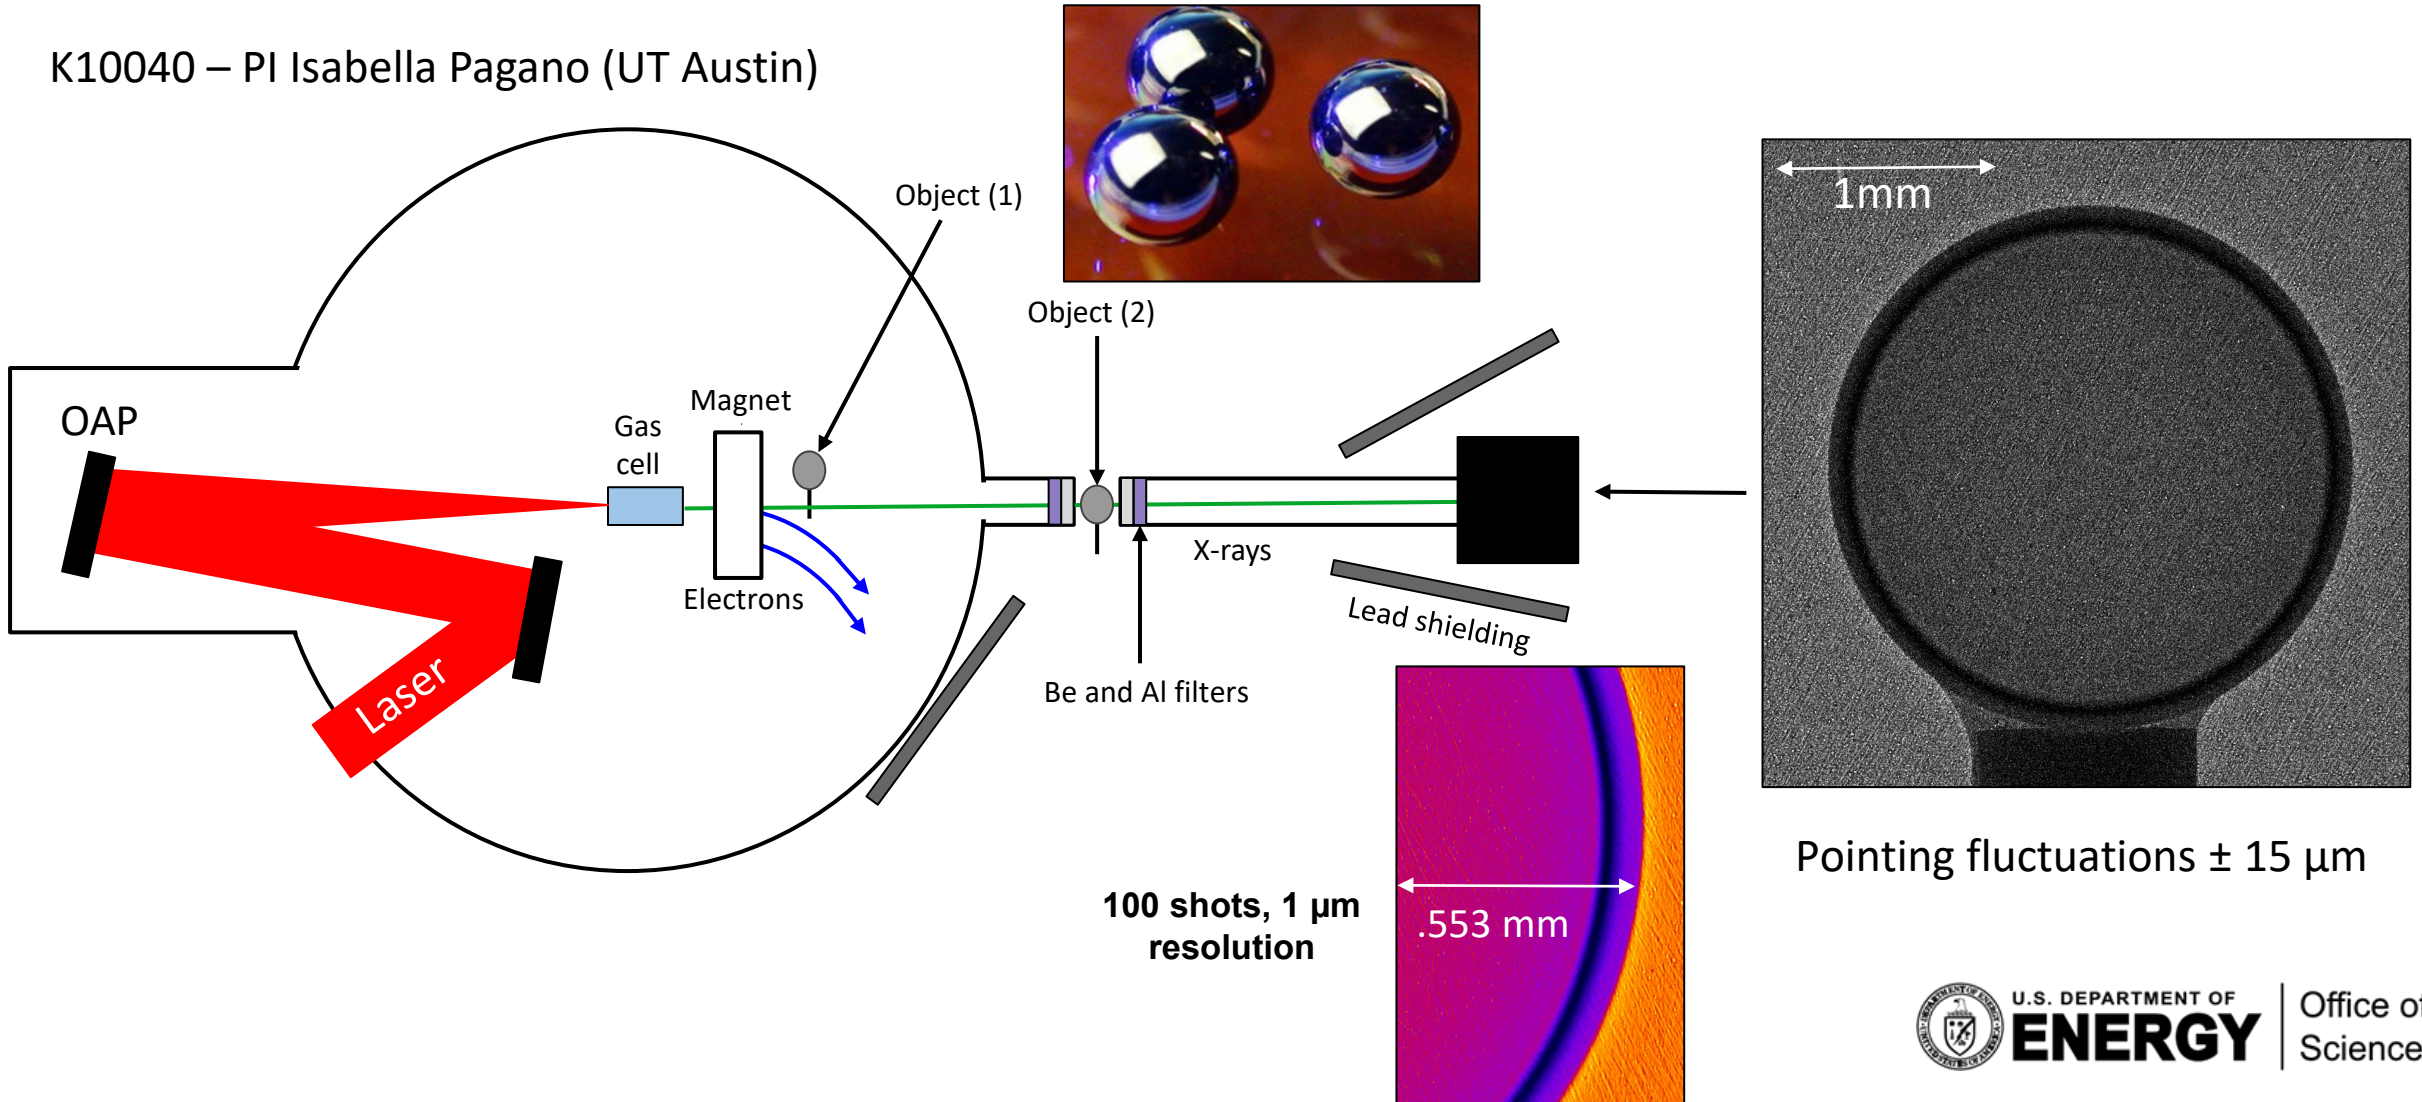 K10040 – PI Isabella Pagano (UT Austin)
Object (1)
1mm
Object (2)
OAP
Magnet
Gas
cell
X-rays
Electrons
Lead shielding
Laser
Be and Al filters
Pointing fluctuations ± 15 µm
100 shots, 1 µm
resolution
.553 mm
U.S. DEPARTMENT OF
ENERGY
Office of
Science